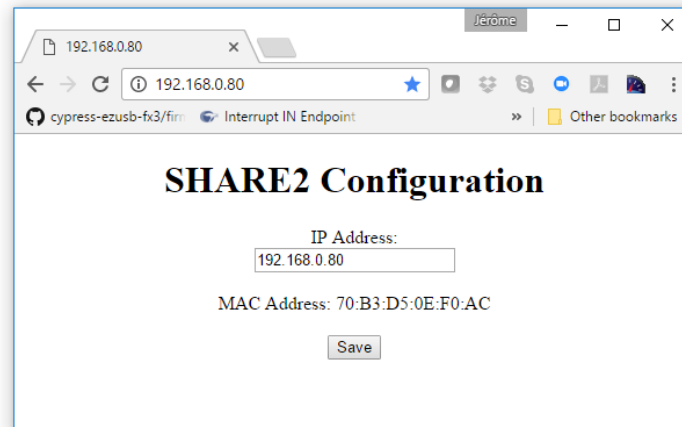 Jérôme
192.168.0.80
192.168.0.80
cypress-ezusb-fx3/firm Interrupt IN Endpoint » Other bookmarks
SHARE2 Configuration
IP Address:
192.168.0.80
MAC Address: 70:B3:D5:0E:F0:AC
Save